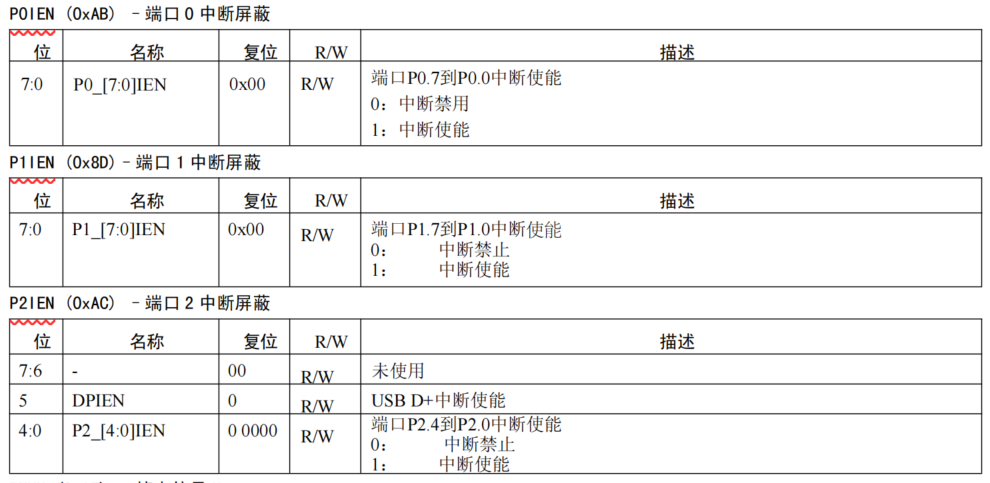 P0IEN (0xAB) - 端口 0 中断屏蔽
位 名称 复位 R/W 描述
7:0 P0_[7:0]IEN 0x00 R/W 端口P0.7到P0.0中断使能
0：中断禁用
1：中断使能
P1IEN (0x8D) - 端口 1 中断屏蔽
位 名称 复位 R/W 描述
7:0 P1_[7:0]IEN 0x00 R/W 端口P1.7到P1.0中断使能
0： 中断禁止
1： 中断使能
P2IEN (0xAC) - 端口 2 中断屏蔽
位 名称 复位 R/W 描述
7:6 - 00 R/W 未使用
5 DPIEN 0 R/W USB D+中断使能
4:0 P2_[4:0]IEN 0 0000 R/W 端口P2.4到P2.0中断使能
0： 中断禁止
1： 中断使能